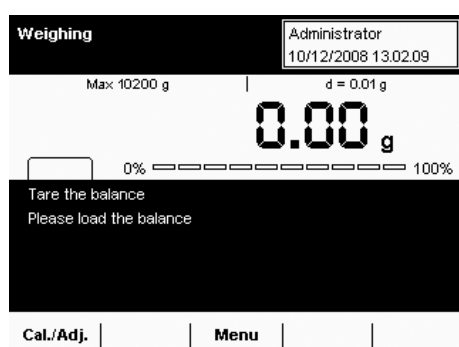 Weighing
Administrator
10/12/2008 13.02.09
Max 10200 g
d = 0.01 g
0.00 g
0% 100%
Tare the balance
Please load the balance
Cal./Adj. Menu